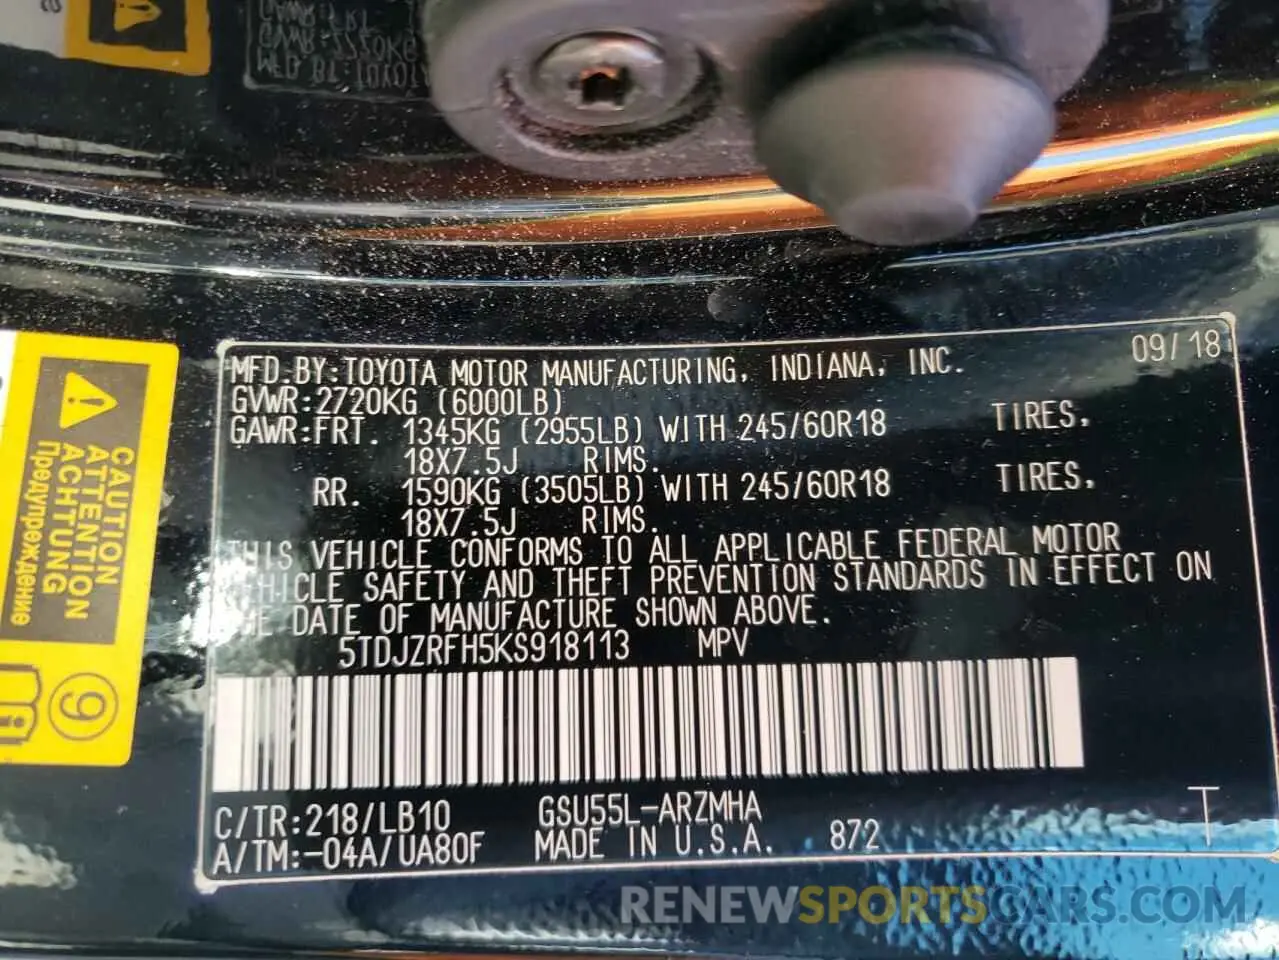 MFD.BY:TOYOTA MOTOR MANUFACTURING, INDIANA, INC. 09/18
GVWR:2720KG (6000LB)
GAWR:FRT. 1345KG (2955LB) WITH 245/60R18 TIRES,
18X7.5J RIMS.
RR. 1590KG (3505LB) WITH 245/60R18 TIRES,
18X7.5J RIMS.
THIS VEHICLE CONFORMS TO ALL APPLICABLE FEDERAL MOTOR
VEHICLE SAFETY AND THEFT PREVENTION STANDARDS IN EFFECT ON
THE DATE OF MANUFACTURE SHOWN ABOVE.
5TDJZRFH5KS918113 MPV
C/TR:218/LB10 GSU55L-ARZMHA
A/TM:-04A/UA80F MADE IN U.S.A. 872 T
CAUTION
ATTENTION
ACHTUNG
Предупреждение
9
RENEWSPORTSCARS.COM